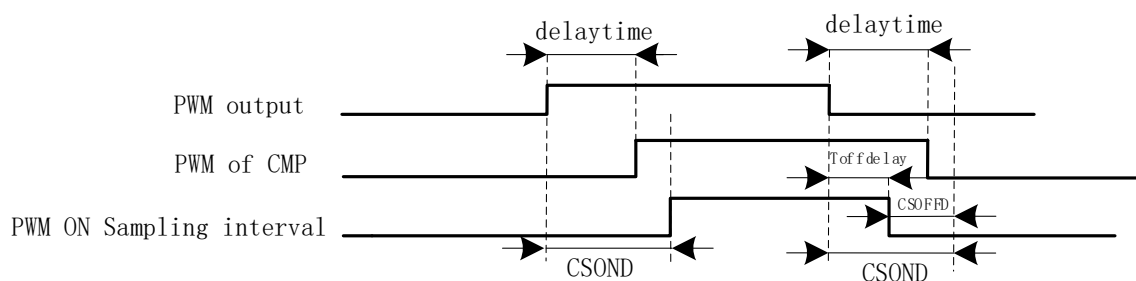 delaytime
delaytime
PWM output
PWM of CMP
Toffdelay
PWM ON Sampling interval
CSOFFD
CSOND
CSOND